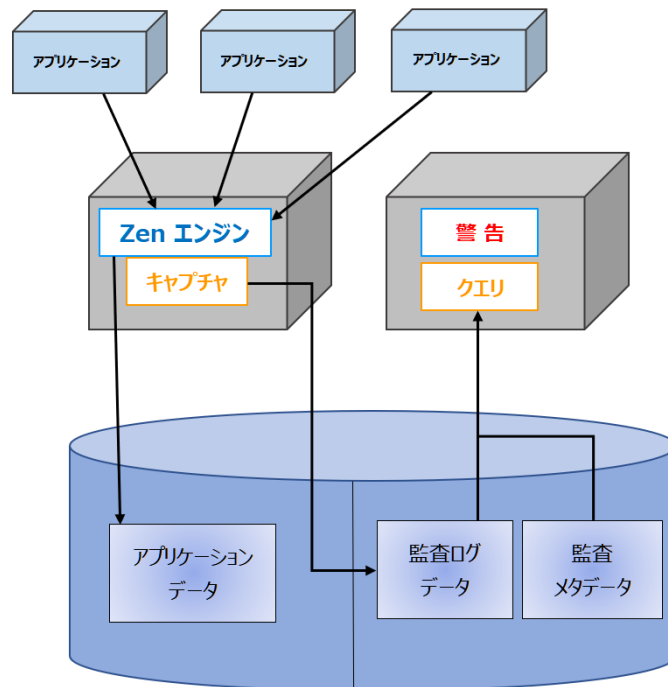 アプリケーション
アプリケーション
アプリケーション
Zen エンジン
キャプチャ
警 告
クエリ
アプリケーション
データ
監査ログ
データ
監査
メタデータ